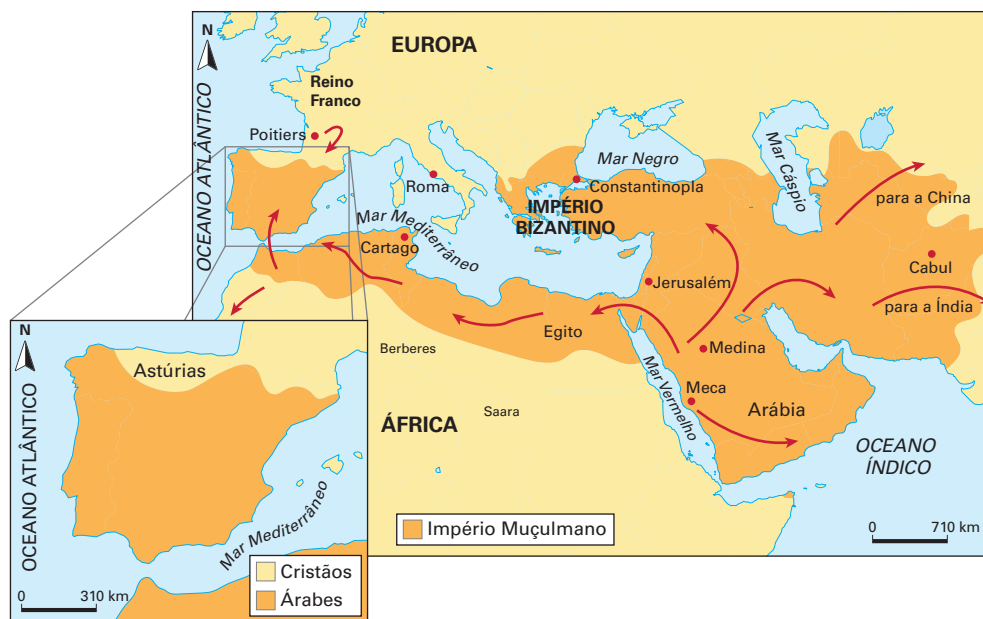 N
EUROPA
Reino
Franco
Poitiers
OCEANO ATLÂNTICO
Roma
Mar Negro
Constantinopla
Mar Cáspio
para a China
IMPÉRIO
BIZANTINO
Mar Mediterrâneo
Cartago
Cabul
Jerusalém
para a Índia
Egito
Medina
Berberes
Mar Vermelho
Meca
Arábia
Saara
ÁFRICA
OCEANO
ÍNDICO
Império Muçulmano
0 710 km
N
Astúrias
OCEANO ATLÂNTICO
Mar Mediterrâneo
Cristãos
Árabes
0 310 km